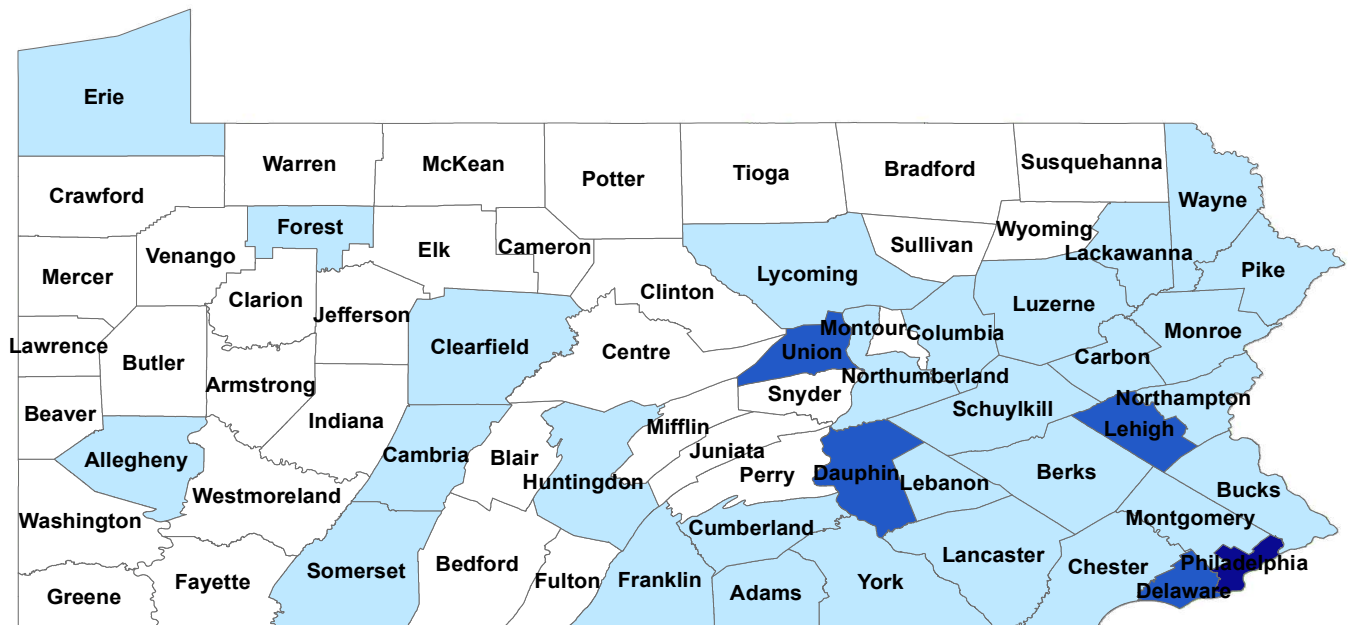 Erie
Warren
McKean
Potter
Tioga
Bradford
Susquehanna
Wayne
Crawford
Forest
Venango
Elk
Cameron
Sullivan
Wyoming
Lackawanna
Pike
Mercer
Clarion
Jefferson
Clinton
Lycoming
Luzerne
Monroe
Lawrence
Butler
Armstrong
Clearfield
Centre
Union
Montour
Columbia
Carbon
Northumberland
Snyder
Schuylkill
Northampton
Lehigh
Beaver
Allegheny
Indiana
Cambria
Blair
Huntingdon
Mifflin
Juniata
Perry
Dauphin
Lebanon
Berks
Bucks
Washington
Westmoreland
Cumberland
Montgomery
Greene
Fayette
Somerset
Bedford
Fulton
Franklin
Adams
York
Lancaster
Chester
Philadelphia
Delaware